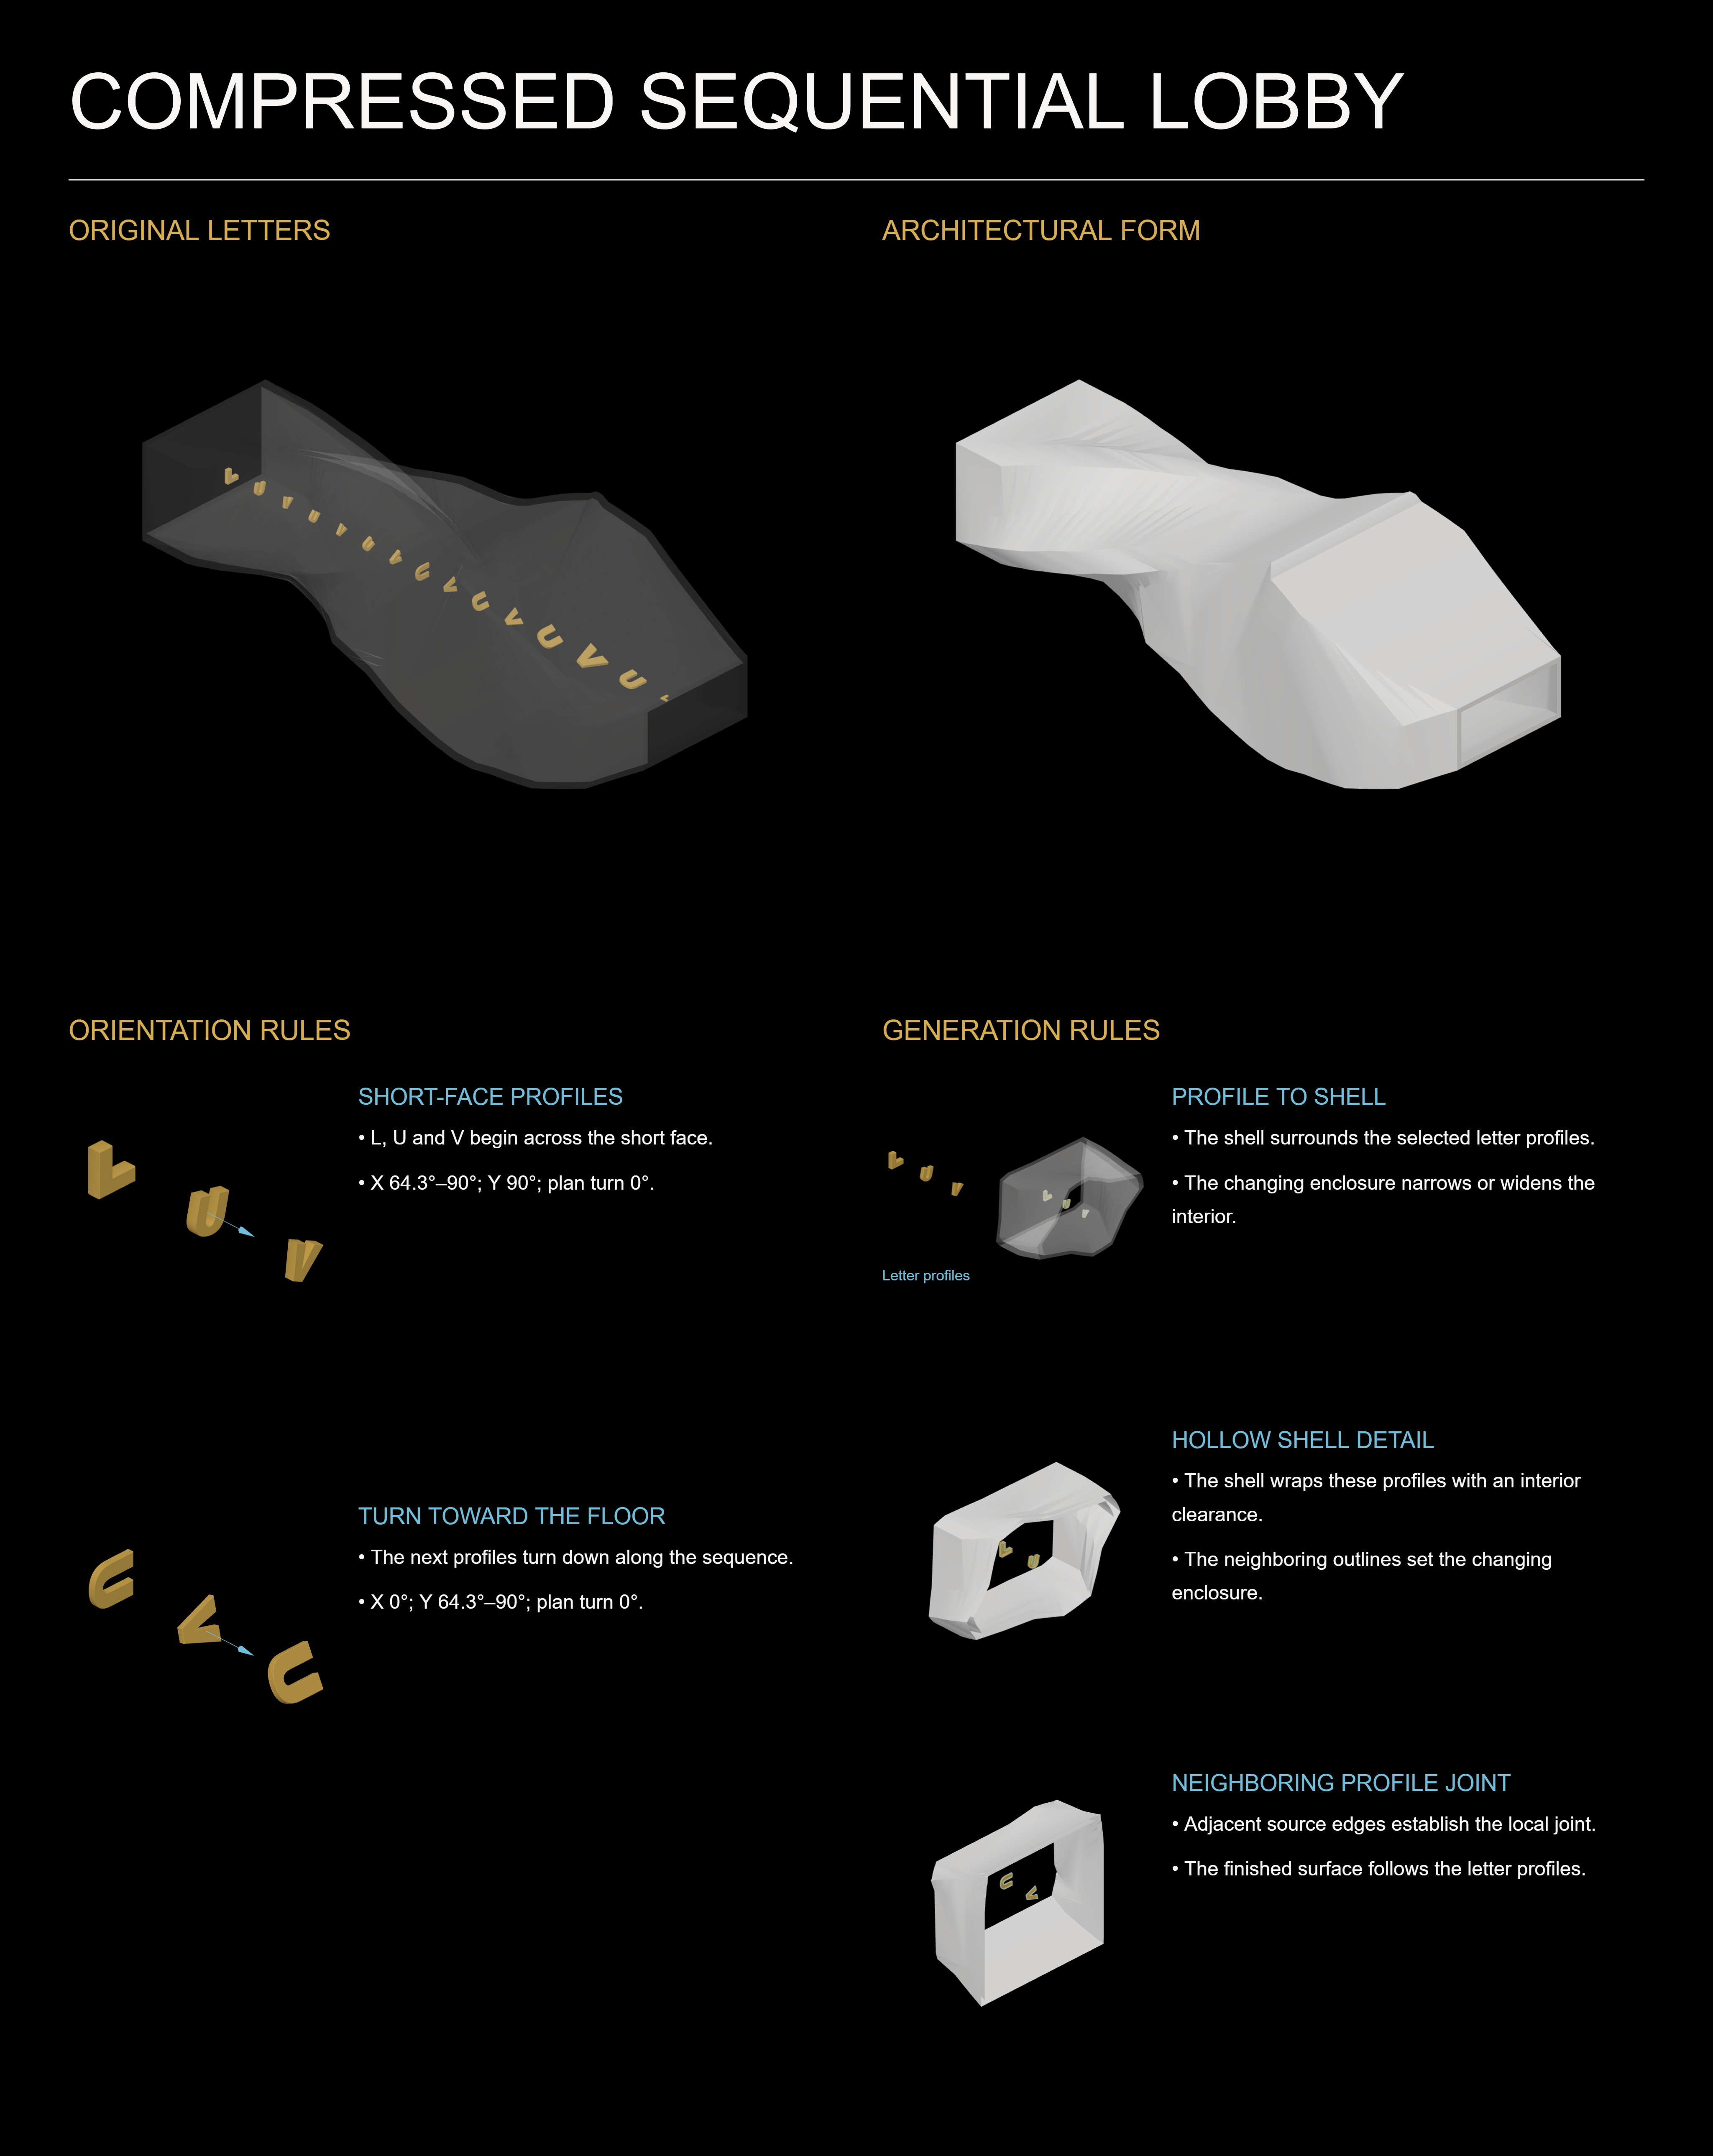 COMPRESSED SEQUENTIAL LOBBY
ORIGINAL LETTERS
L U V U V U V U V U V U V U L
ARCHITECTURAL FORM
ORIENTATION RULES
SHORT-FACE PROFILES
• L, U and V begin across the short face.
• X 64.3°–90°; Y 90°; plan turn 0°.
L U V
TURN TOWARD THE FLOOR
• The next profiles turn down along the sequence.
• X 0°; Y 64.3°–90°; plan turn 0°.
U V U
GENERATION RULES
PROFILE TO SHELL
• The shell surrounds the selected letter profiles.
• The changing enclosure narrows or widens the
interior.
L U V
L U V
Letter profiles
HOLLOW SHELL DETAIL
• The shell wraps these profiles with an interior
clearance.
• The neighboring outlines set the changing
enclosure.
L U
NEIGHBORING PROFILE JOINT
• Adjacent source edges establish the local joint.
• The finished surface follows the letter profiles.
U V